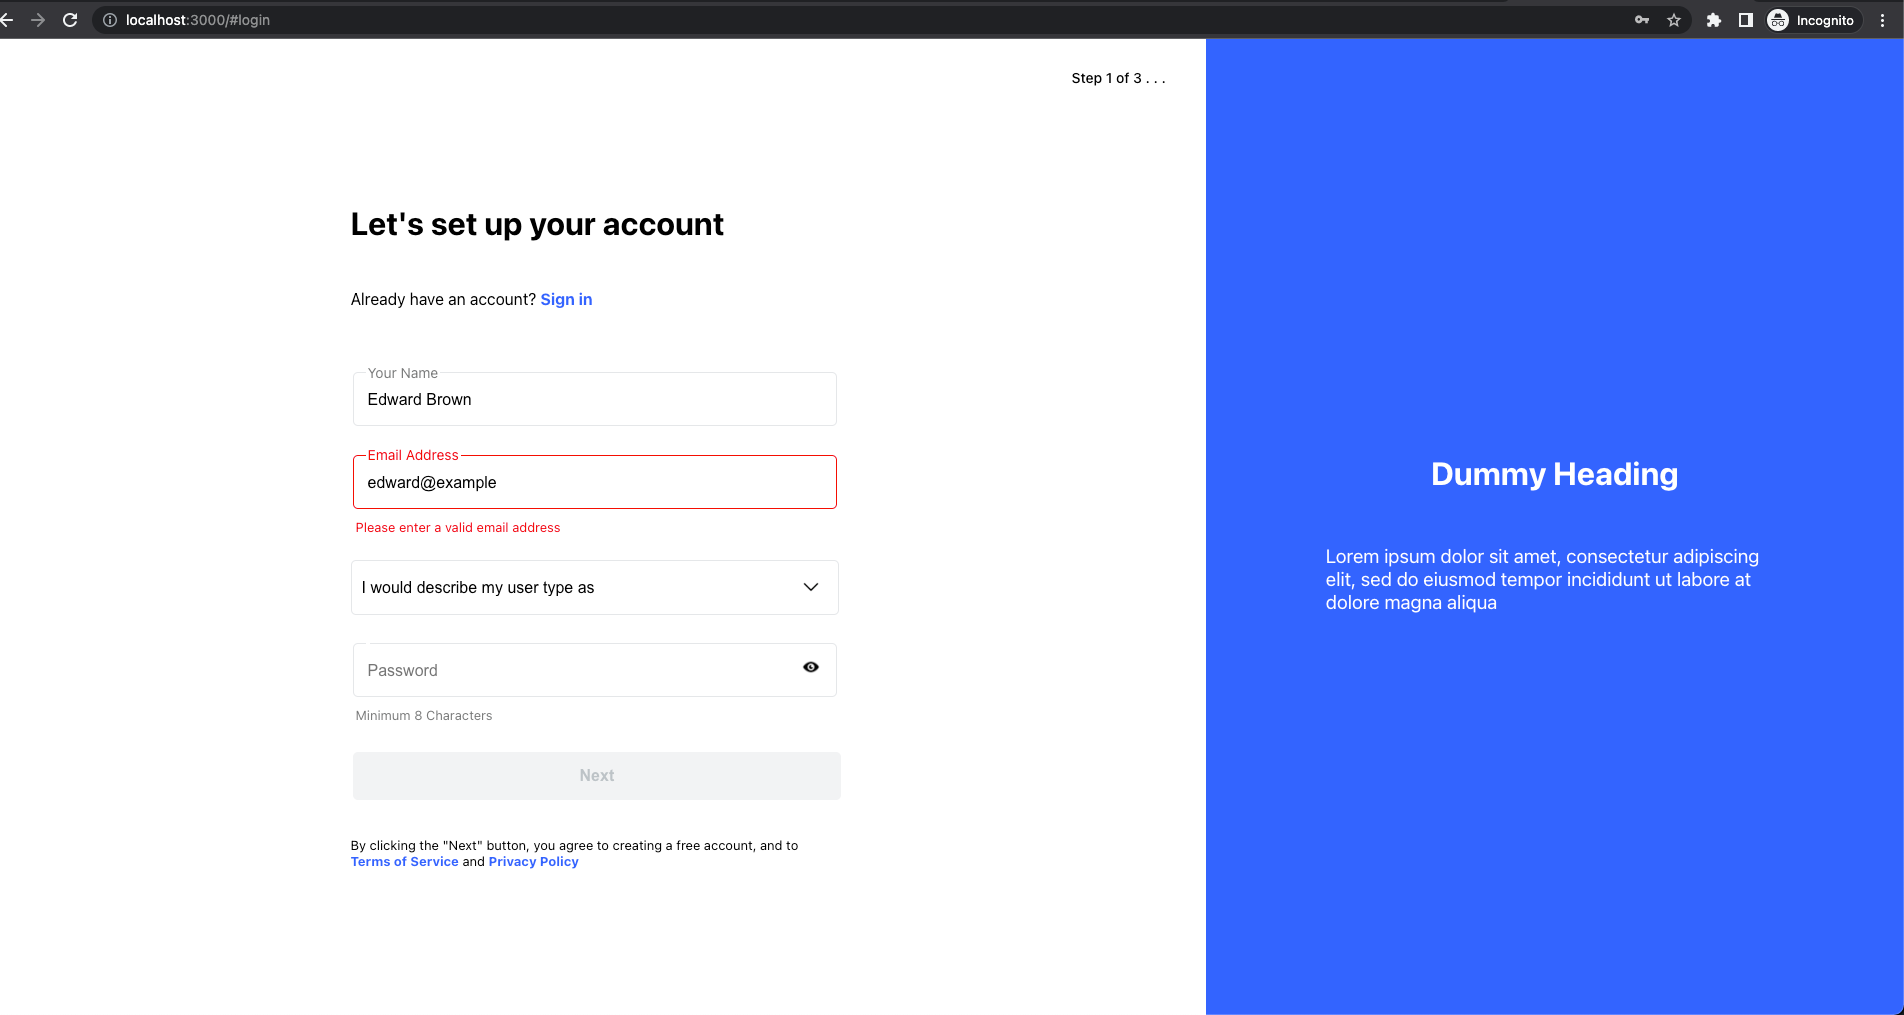 localhost:3000/#login
Incognito
Step 1 of 3 . . .
Let's set up your account
Already have an account? Sign in
Your Name
Edward Brown
Email Address
edward@example
Please enter a valid email address
I would describe my user type as
Password
Minimum 8 Characters
Next
By clicking the "Next" button, you agree to creating a free account, and to
Terms of Service and Privacy Policy
Dummy Heading
Lorem ipsum dolor sit amet, consectetur adipiscing
elit, sed do eiusmod tempor incididunt ut labore at
dolore magna aliqua